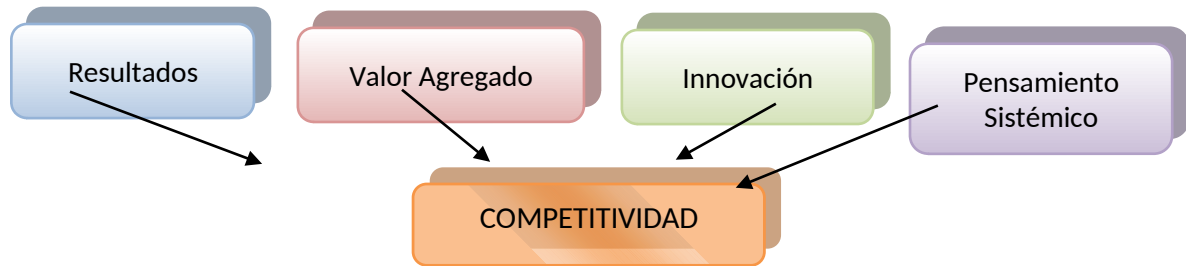 Resultados
Valor Agregado
Innovación
Pensamiento
Sistémico
COMPETITIVIDAD